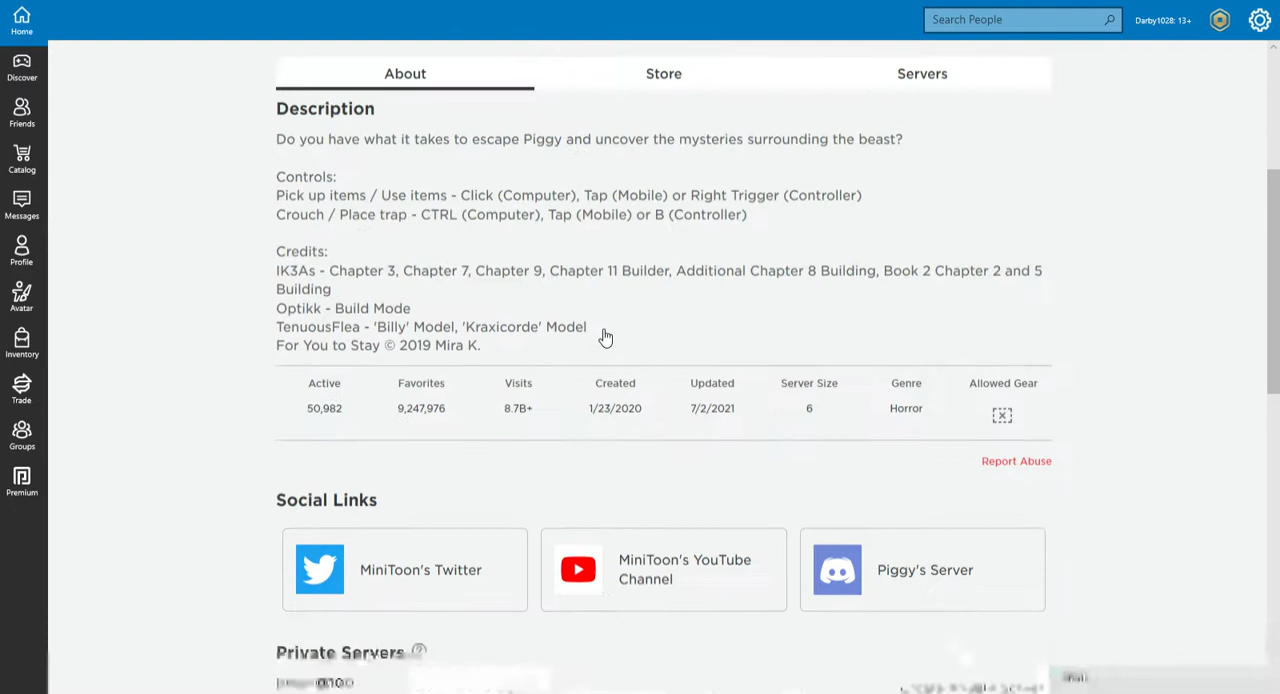 Home
Search People
Darby1028: 13+
Discover
Friends
Catalog
Messages
Profile
Avatar
Inventory
Trade
Groups
Premium
About Store Servers
Description
Do you have what it takes to escape Piggy and uncover the mysteries surrounding the beast?
Controls:
Pick up items / Use items - Click (Computer), Tap (Mobile) or Right Trigger (Controller)
Crouch / Place trap - CTRL (Computer), Tap (Mobile) or B (Controller)
Credits:
IK3As - Chapter 3, Chapter 7, Chapter 9, Chapter 11 Builder, Additional Chapter 8 Building, Book 2 Chapter 2 and 5
Building
Optikk - Build Mode
TenuousFlea - 'Billy' Model, 'Kraxicorde' Model
For You to Stay © 2019 Mira K.
Active Favorites Visits Created Updated Server Size Genre Allowed Gear
50,982 9,247,976 8.7B+ 1/23/2020 7/2/2021 6 Horror
Report Abuse
Social Links
MiniToon's Twitter
MiniToon's YouTube
Channel
Piggy's Server
Private Servers